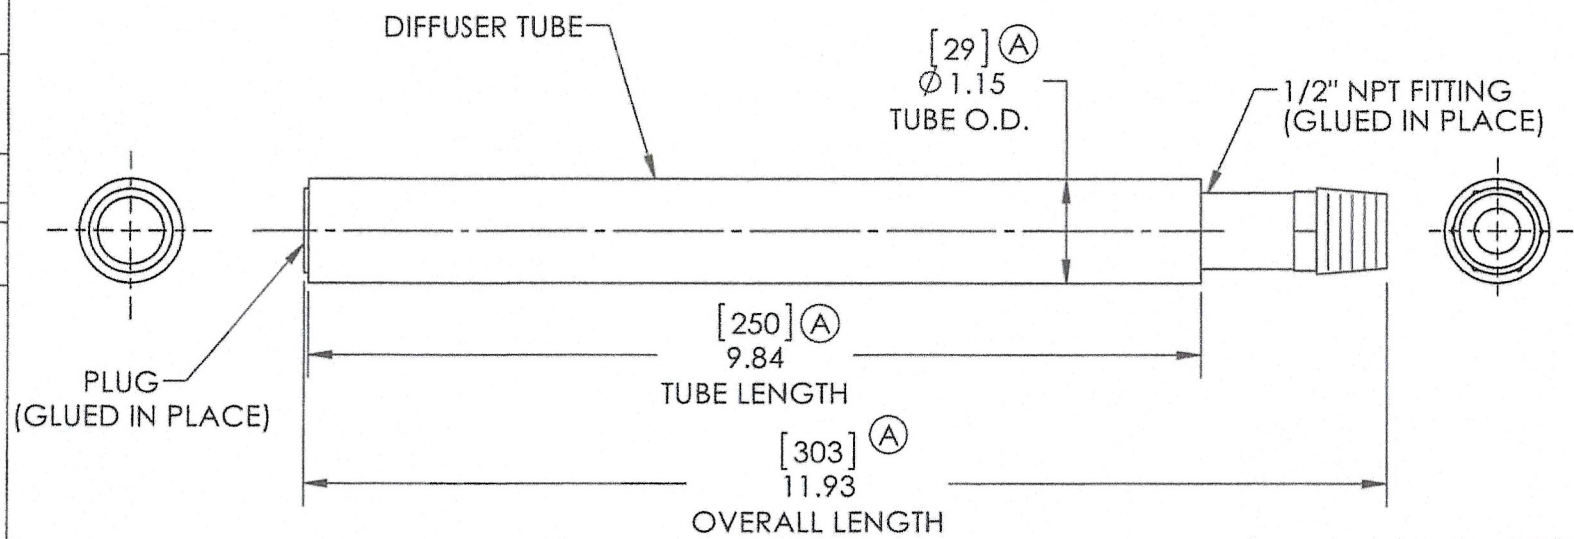 DIFFUSER TUBE
[29] Ⓐ
Ø 1.15
TUBE O.D.
1/2" NPT FITTING
(GLUED IN PLACE)
PLUG
(GLUED IN PLACE)
[250] Ⓐ
9.84
TUBE LENGTH
[303] Ⓐ
11.93
OVERALL LENGTH